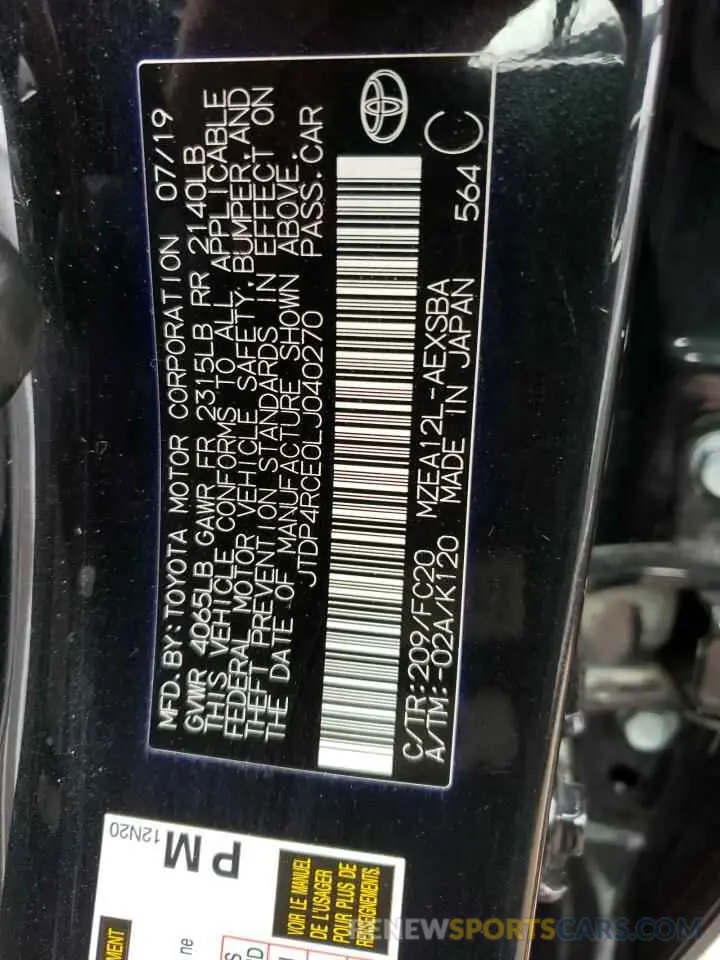 MFD.BY:TOYOTA MOTOR CORPORATION 07/19
GVWR 4065LB GAWR FR 2315LB RR 2140LB
THIS VEHICLE CONFORMS TO ALL APPLICABLE
FEDERAL MOTOR VEHICLE SAFETY, BUMPER, AND
THEFT PREVENTION STANDARDS IN EFFECT ON
THE DATE OF MANUFACTURE SHOWN ABOVE.
JTDP4RCE0LJ040270 PASS.CAR
C/TR:209/FC20 MZEA12L-AEXSBA
A/TM:-02A/K120 MADE IN JAPAN 564 C
12N20
PM
VOIR LE MANUEL
DE L'USAGER
POUR PLUS DE
RENSEIGNEMENTS.
ne
RENEWSPORTSCARS.COM